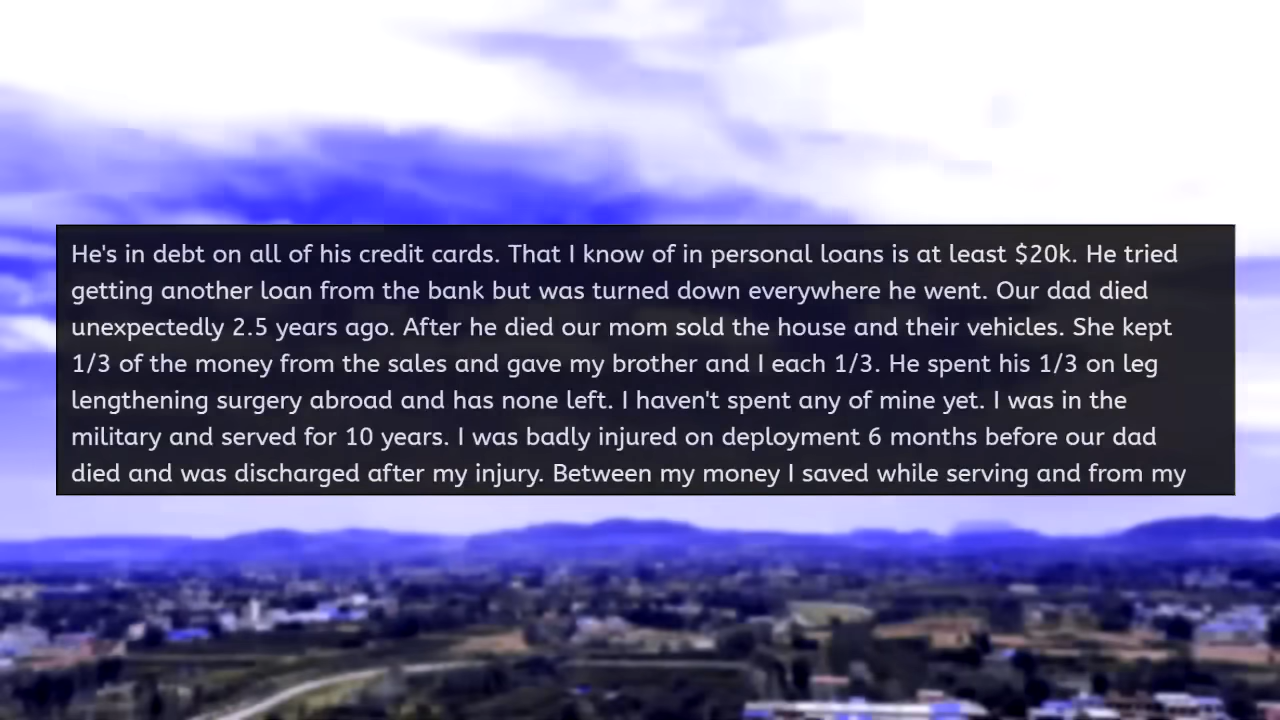 He's in debt on all of his credit cards. That I know of in personal loans is at least $20k. He tried
getting another loan from the bank but was turned down everywhere he went. Our dad died
unexpectedly 2.5 years ago. After he died our mom sold the house and their vehicles. She kept
1/3 of the money from the sales and gave my brother and I each 1/3. He spent his 1/3 on leg
lengthening surgery abroad and has none left. I haven't spent any of mine yet. I was in the
military and served for 10 years. I was badly injured on deployment 6 months before our dad
died and was discharged after my injury. Between my money I saved while serving and from my